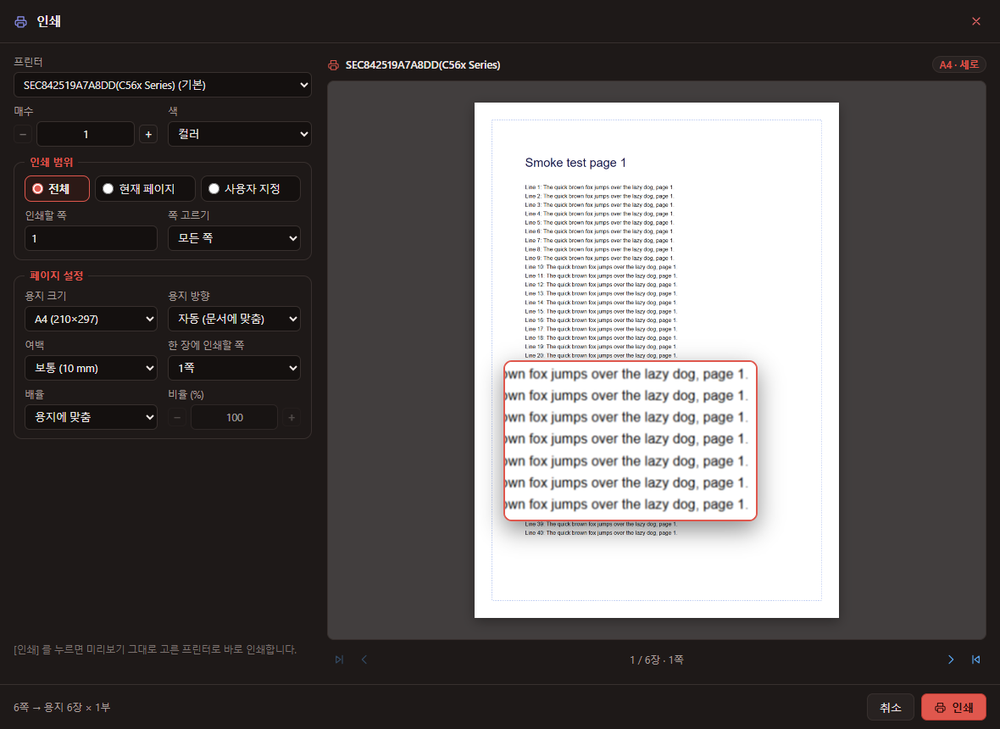 인쇄
프린터
SEC842519A7A8DD(C56x Series) (기본)
매수
색
− 1 +
컬러
인쇄 범위
전체
현재 페이지
사용자 지정
인쇄할 쪽
쪽 고르기
1
모든 쪽
페이지 설정
용지 크기
용지 방향
A4 (210×297)
자동 (문서에 맞춤)
여백
한 장에 인쇄할 쪽
보통 (10 mm)
1쪽
배율
비율 (%)
용지에 맞춤
− 100 +
[인쇄] 를 누르면 미리보기 그대로 고른 프린터로 바로 인쇄합니다.
SEC842519A7A8DD(C56x Series)
A4 · 세로
Smoke test page 1
Line 1: The quick brown fox jumps over the lazy dog, page 1.
Line 2: The quick brown fox jumps over the lazy dog, page 1.
Line 3: The quick brown fox jumps over the lazy dog, page 1.
Line 4: The quick brown fox jumps over the lazy dog, page 1.
Line 5: The quick brown fox jumps over the lazy dog, page 1.
Line 6: The quick brown fox jumps over the lazy dog, page 1.
Line 7: The quick brown fox jumps over the lazy dog, page 1.
Line 8: The quick brown fox jumps over the lazy dog, page 1.
Line 9: The quick brown fox jumps over the lazy dog, page 1.
Line 10: The quick brown fox jumps over the lazy dog, page 1.
Line 11: The quick brown fox jumps over the lazy dog, page 1.
Line 12: The quick brown fox jumps over the lazy dog, page 1.
Line 13: The quick brown fox jumps over the lazy dog, page 1.
Line 14: The quick brown fox jumps over the lazy dog, page 1.
Line 15: The quick brown fox jumps over the lazy dog, page 1.
Line 16: The quick brown fox jumps over the lazy dog, page 1.
Line 17: The quick brown fox jumps over the lazy dog, page 1.
Line 18: The quick brown fox jumps over the lazy dog, page 1.
Line 19: The quick brown fox jumps over the lazy dog, page 1.
Line 20: The quick brown fox jumps over the lazy dog, page 1.
own fox jumps over the lazy dog, page 1.
own fox jumps over the lazy dog, page 1.
own fox jumps over the lazy dog, page 1.
own fox jumps over the lazy dog, page 1.
own fox jumps over the lazy dog, page 1.
own fox jumps over the lazy dog, page 1.
own fox jumps over the lazy dog, page 1.
Line 39: The quick brown fox jumps over the lazy dog, page 1.
Line 40: The quick brown fox jumps over the lazy dog, page 1.
1 / 6장 · 1쪽
6쪽 → 용지 6장 × 1부
취소
인쇄